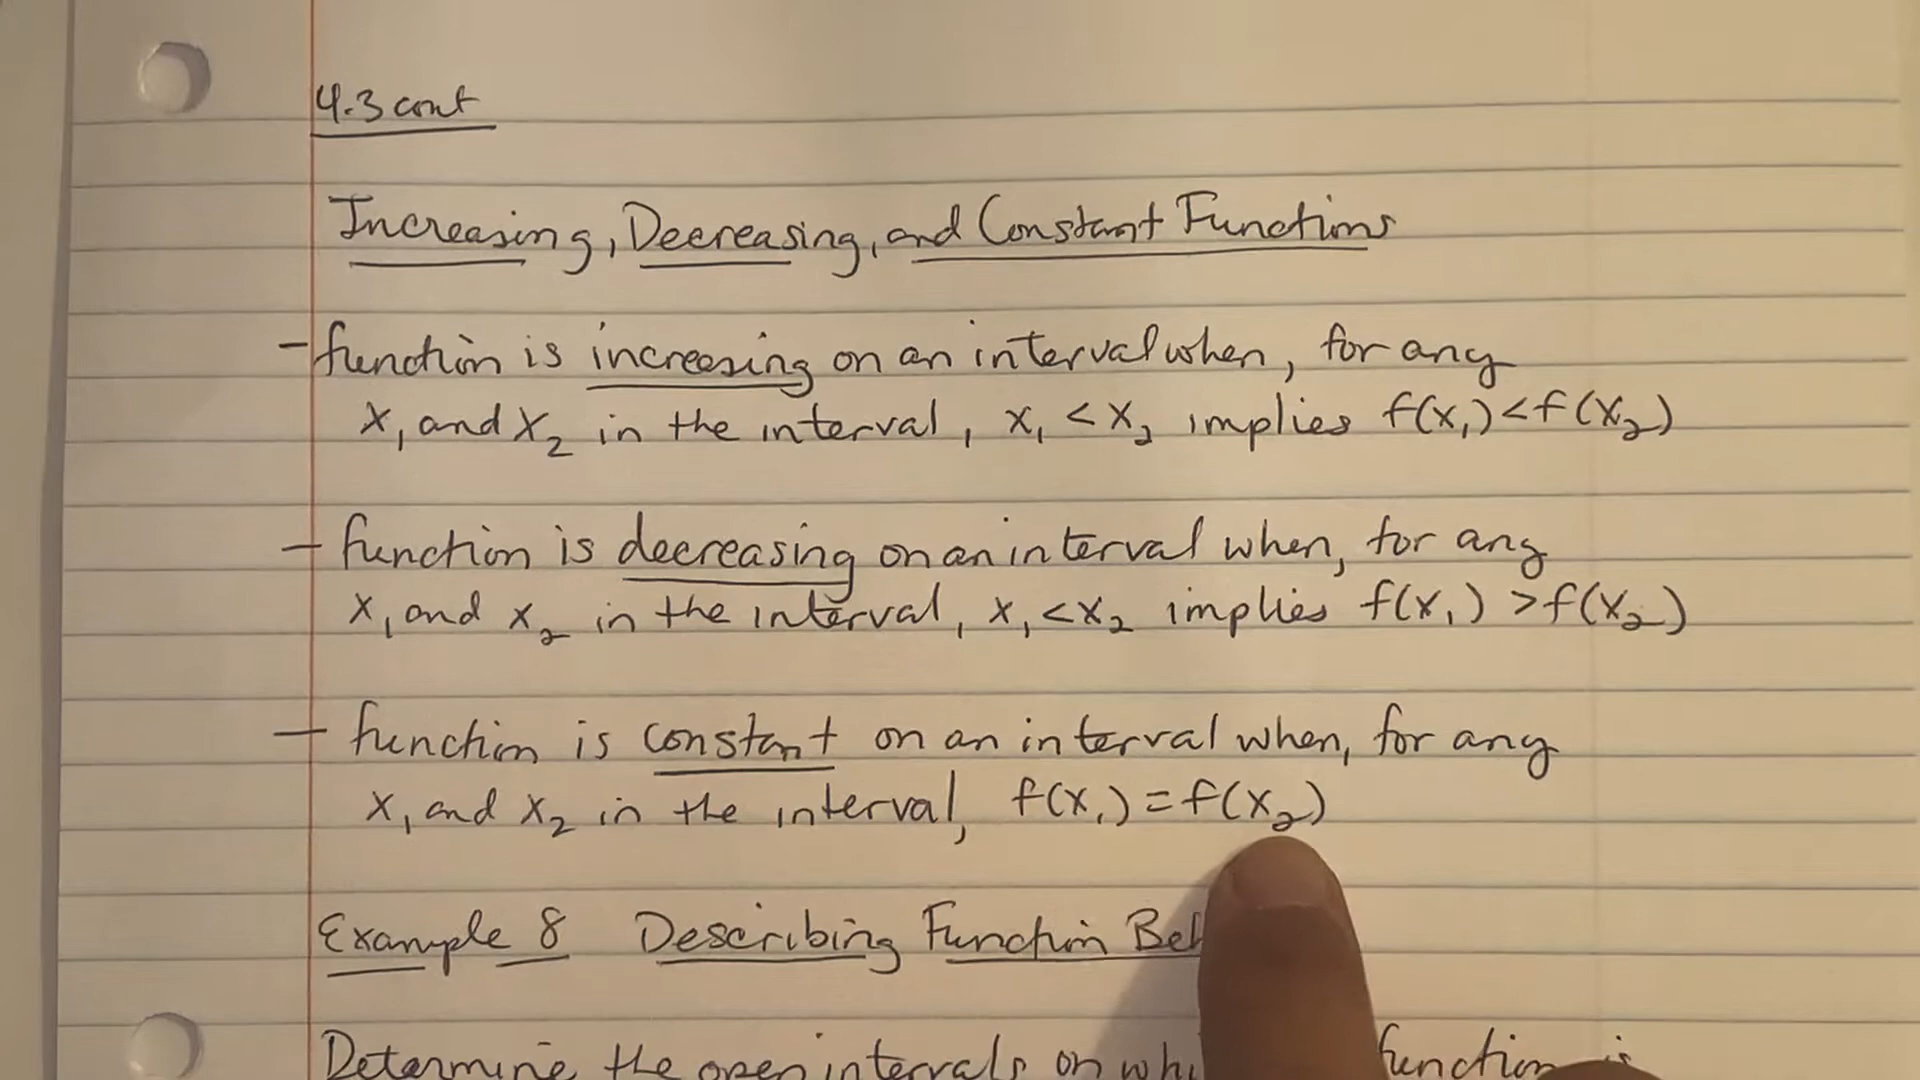 4.3 cont
Increasing, Decreasing, and Constant Functions
- function is increasing on an interval when, for any
x₁ and x₂ in the interval, x₁ < x₂ implies f(x₁) < f(x₂)
- function is decreasing on an interval when, for any
x₁ and x₂ in the interval, x₁ < x₂ implies f(x₁) > f(x₂)
- function is constant on an interval when, for any
x₁ and x₂ in the interval, f(x₁) = f(x₂)
Example 8 Describing Function Be
Determine the open intervals on whi function is